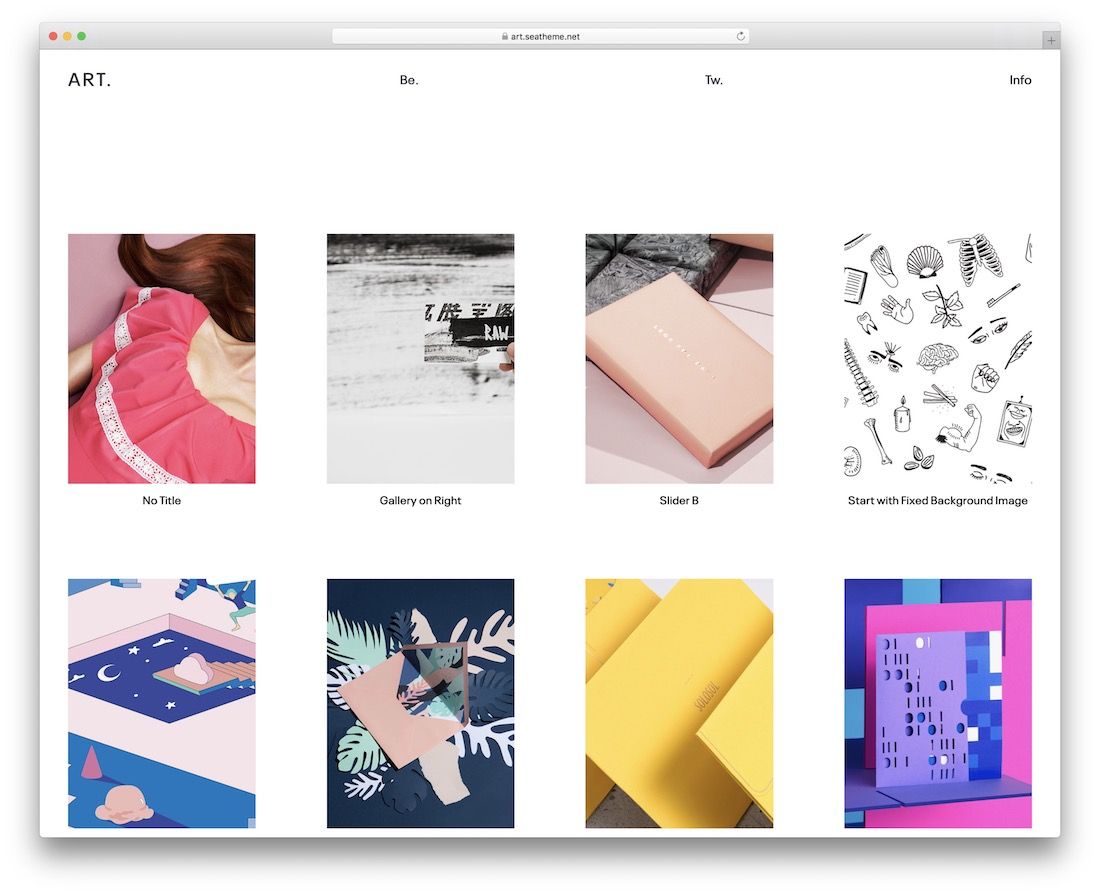 art.seatheme.net
ART.
Be.
Tw.
Info
RAW
No Title
Gallery on Right
Slider B
Start with Fixed Background Image
SOLOSOL